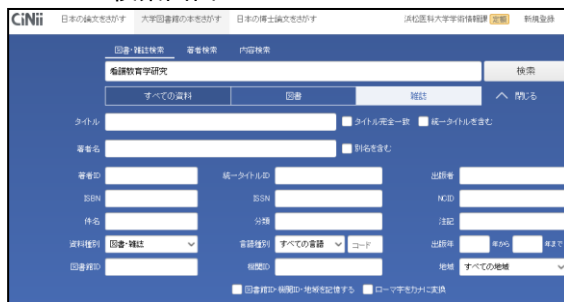 CiNii 日本の論文をさがす 大学図書館の本をさがす 日本の博士論文をさがす 浜松医科大学学術情報課 定額 新規登録
図書・雑誌検索 著者検索 内容検索
看護教育学研究 検索
すべての資料 図書 雑誌 閉じる
タイトル タイトル完全一致 統一タイトルを含む
著者名 別名を含む
著者ID 統一タイトルID 出版者
ISBN ISSN NCID
件名 分類 注記
資料種別 図書・雑誌 言語種別 すべての言語 コード 出版年 年から 年まで
図書館ID 機関ID 地域 すべての地域
図書館ID・機関ID・地域を記憶する ローマ字をカナに変換